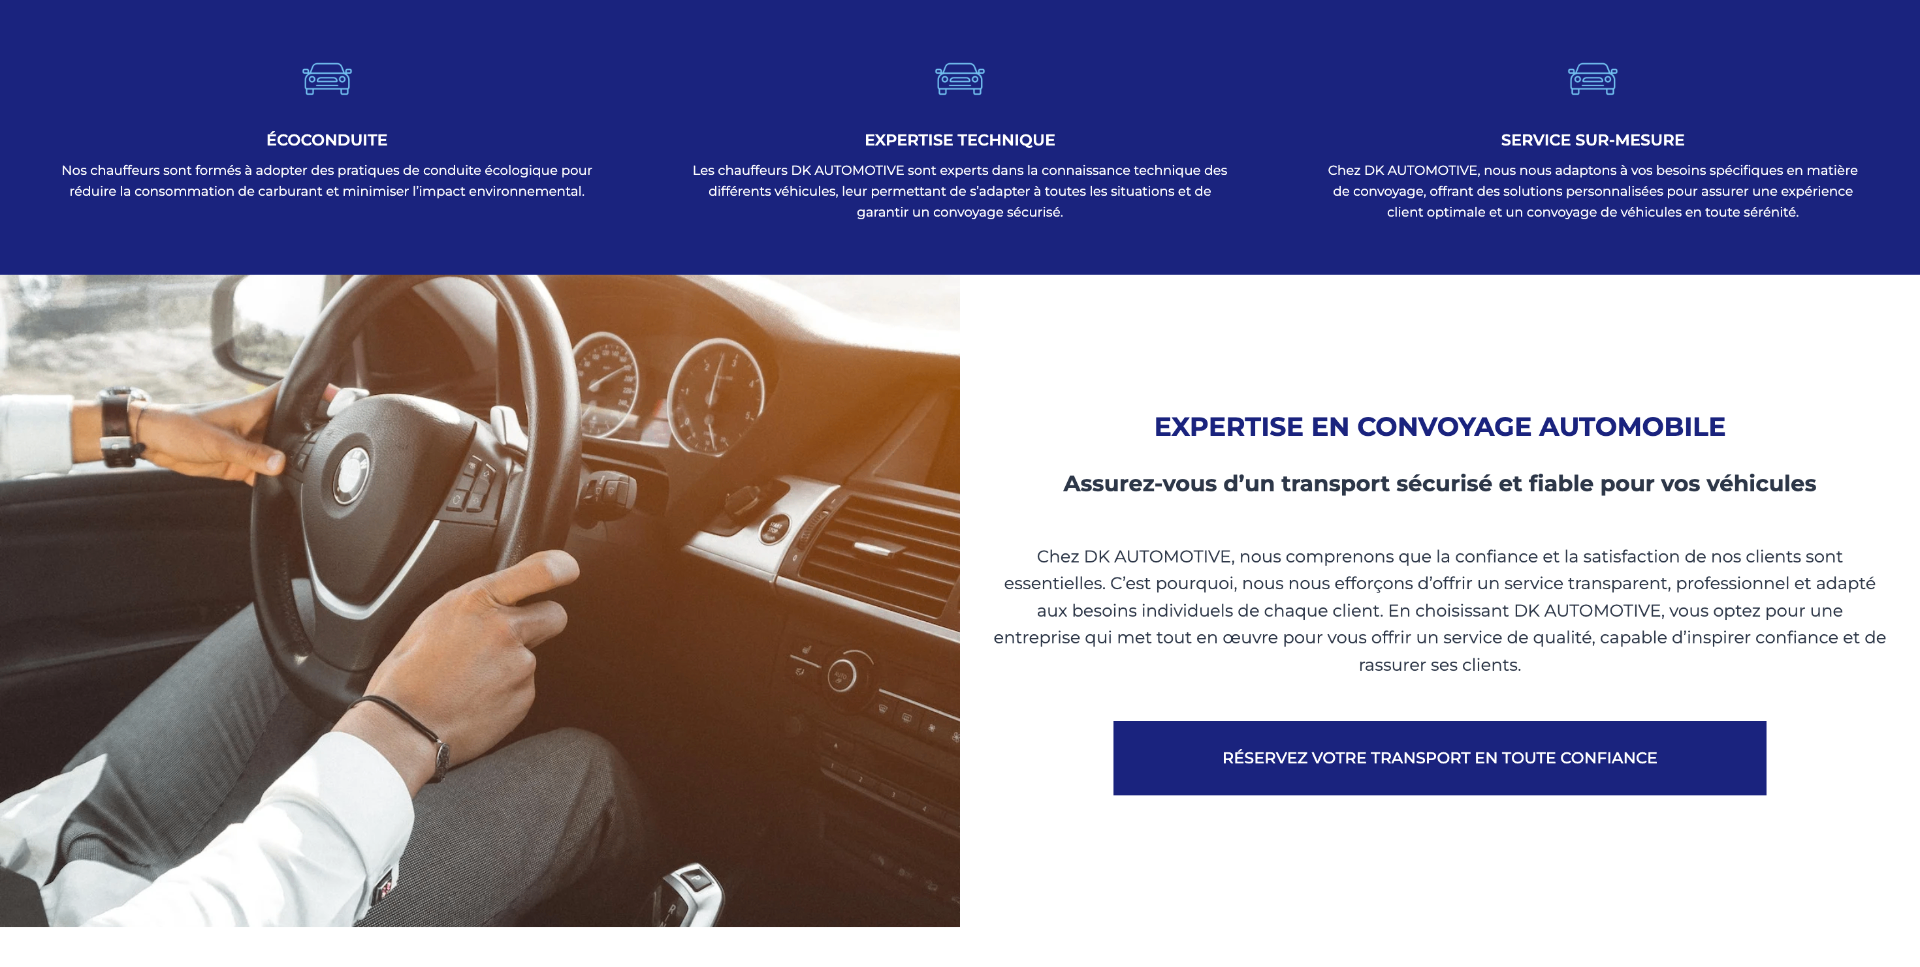 ÉCOCONDUITE
Nos chauffeurs sont formés à adopter des pratiques de conduite écologique pour
réduire la consommation de carburant et minimiser l'impact environnemental.
EXPERTISE TECHNIQUE
Les chauffeurs DK AUTOMOTIVE sont experts dans la connaissance technique des
différents véhicules, leur permettant de s'adapter à toutes les situations et de
garantir un convoyage sécurisé.
SERVICE SUR-MESURE
Chez DK AUTOMOTIVE, nous nous adaptons à vos besoins spécifiques en matière
de convoyage, offrant des solutions personnalisées pour assurer une expérience
client optimale et un convoyage de véhicules en toute sérénité.
EXPERTISE EN CONVOYAGE AUTOMOBILE
Assurez-vous d'un transport sécurisé et fiable pour vos véhicules
Chez DK AUTOMOTIVE, nous comprenons que la confiance et la satisfaction de nos clients sont
essentielles. C'est pourquoi, nous nous efforçons d'offrir un service transparent, professionnel et adapté
aux besoins individuels de chaque client. En choisissant DK AUTOMOTIVE, vous optez pour une
entreprise qui met tout en œuvre pour vous offrir un service de qualité, capable d'inspirer confiance et de
rassurer ses clients.
RÉSERVEZ VOTRE TRANSPORT EN TOUTE CONFIANCE